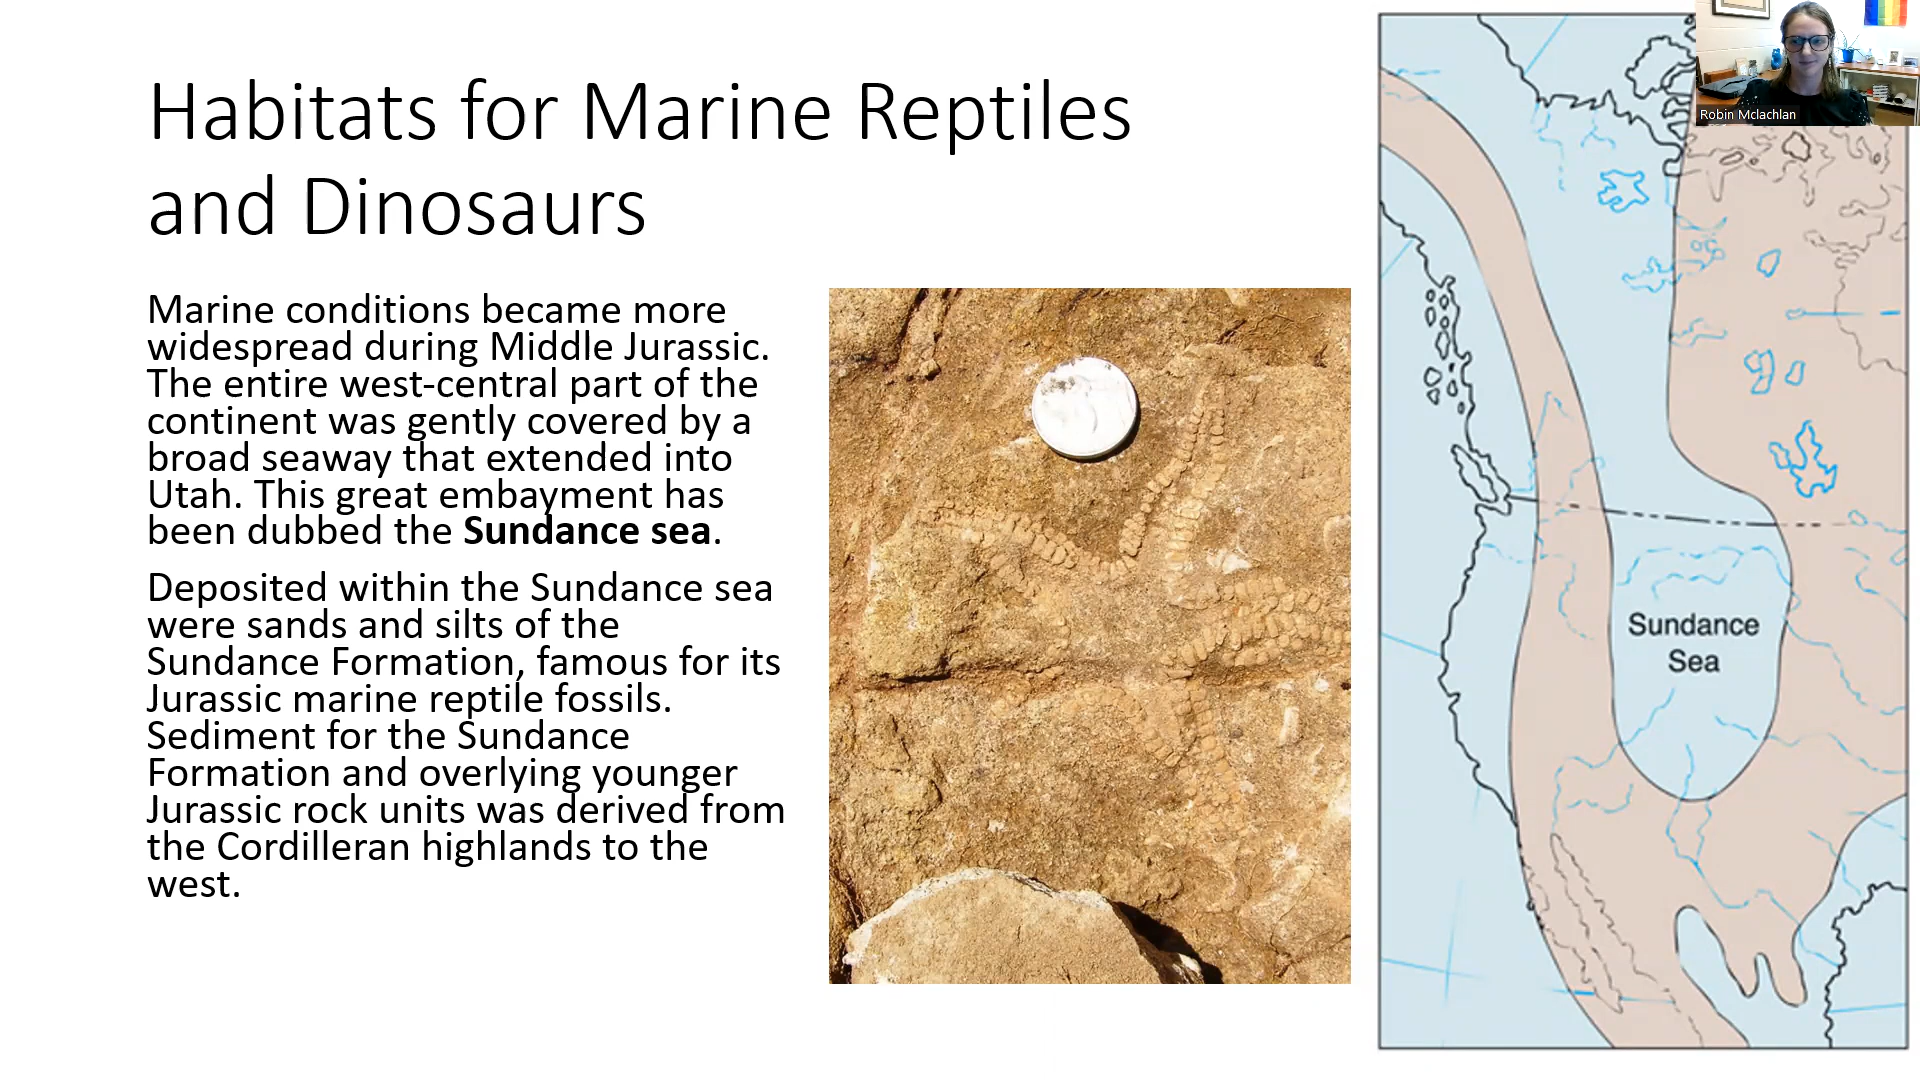 Habitats for Marine Reptiles
and Dinosaurs
Marine conditions became more
widespread during Middle Jurassic.
The entire west-central part of the
continent was gently covered by a
broad seaway that extended into
Utah. This great embayment has
been dubbed the Sundance sea.
Deposited within the Sundance sea
were sands and silts of the
Sundance Formation, famous for its
Jurassic marine reptile fossils.
Sediment for the Sundance
Formation and overlying younger
Jurassic rock units was derived from
the Cordilleran highlands to the
west.
Sundance
Sea
Robin Mclachlan